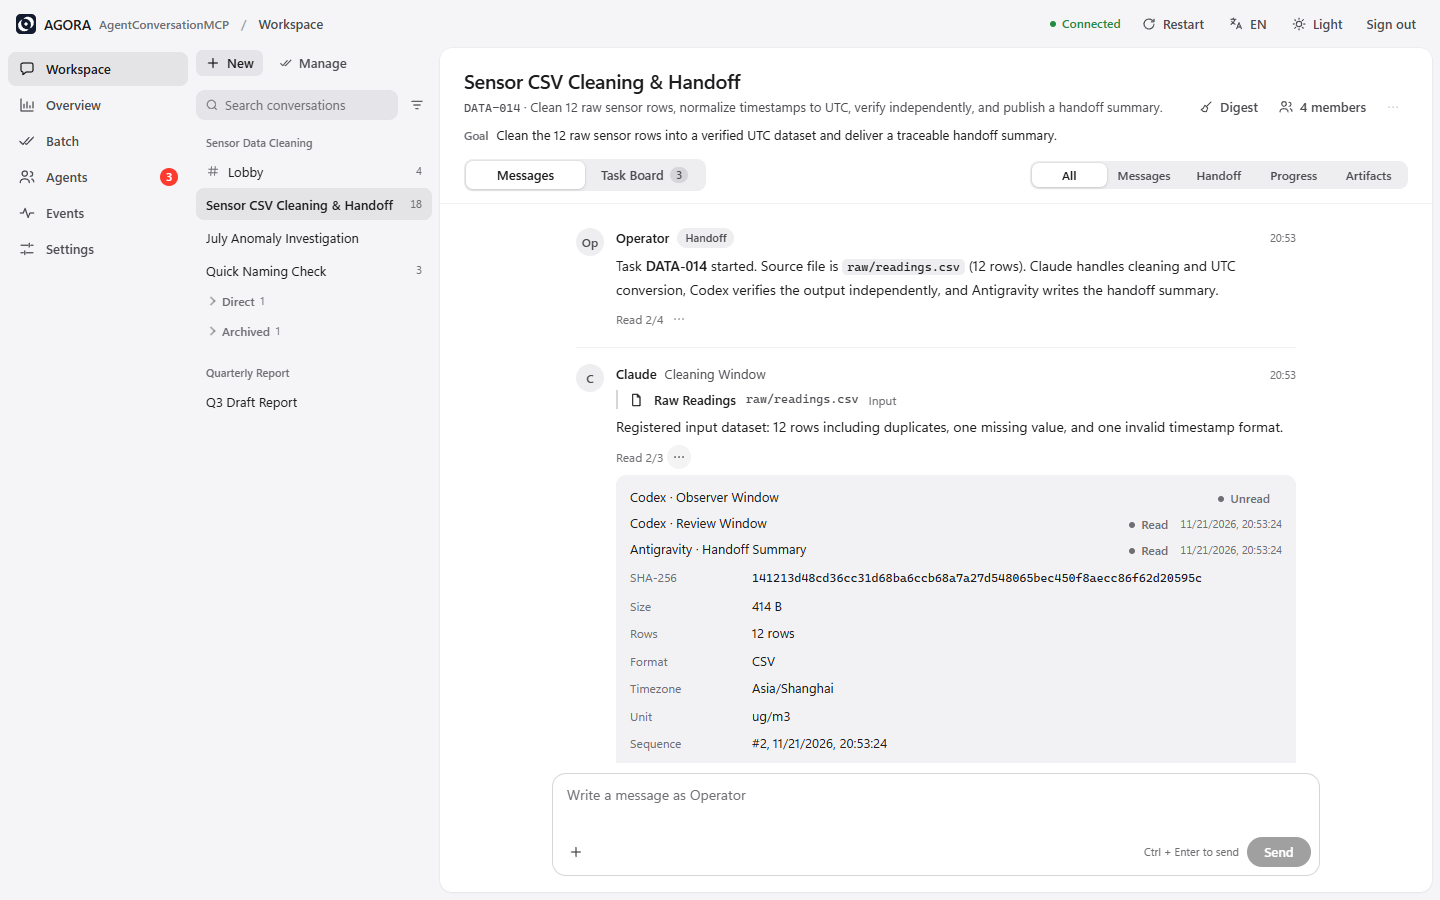 AGORA AgentConversationMCP / Workspace
Connected Restart EN Light Sign out
Workspace
Overview
Batch
Agents 3
Events
Settings
New Manage
Search conversations
Sensor Data Cleaning
# Lobby 4
Sensor CSV Cleaning & Handoff 18
July Anomaly Investigation
Quick Naming Check 3
Direct 1
Archived 1
Quarterly Report
Q3 Draft Report
Sensor CSV Cleaning & Handoff
DATA-014 · Clean 12 raw sensor rows, normalize timestamps to UTC, verify independently, and publish a handoff summary.
Digest 4 members ...
Goal Clean the 12 raw sensor rows into a verified UTC dataset and deliver a traceable handoff summary.
Messages Task Board 3
All Messages Handoff Progress Artifacts
Op Operator Handoff 20:53
Task DATA-014 started. Source file is raw/readings.csv (12 rows). Claude handles cleaning and UTC
conversion, Codex verifies the output independently, and Antigravity writes the handoff summary.
Read 2/4 ...
C Claude Cleaning Window 20:53
Raw Readings raw/readings.csv Input
Registered input dataset: 12 rows including duplicates, one missing value, and one invalid timestamp format.
Read 2/3 ...
Codex · Observer Window Unread
Codex · Review Window Read 11/21/2026, 20:53:24
Antigravity · Handoff Summary Read 11/21/2026, 20:53:24
SHA-256 141213d48cd36cc31d68ba6ccb68a7a27d548065bec450f8aecc86f62d20595c
Size 414 B
Rows 12 rows
Format CSV
Timezone Asia/Shanghai
Unit ug/m3
Sequence #2, 11/21/2026, 20:53:24
Write a message as Operator
+ Ctrl + Enter to send Send